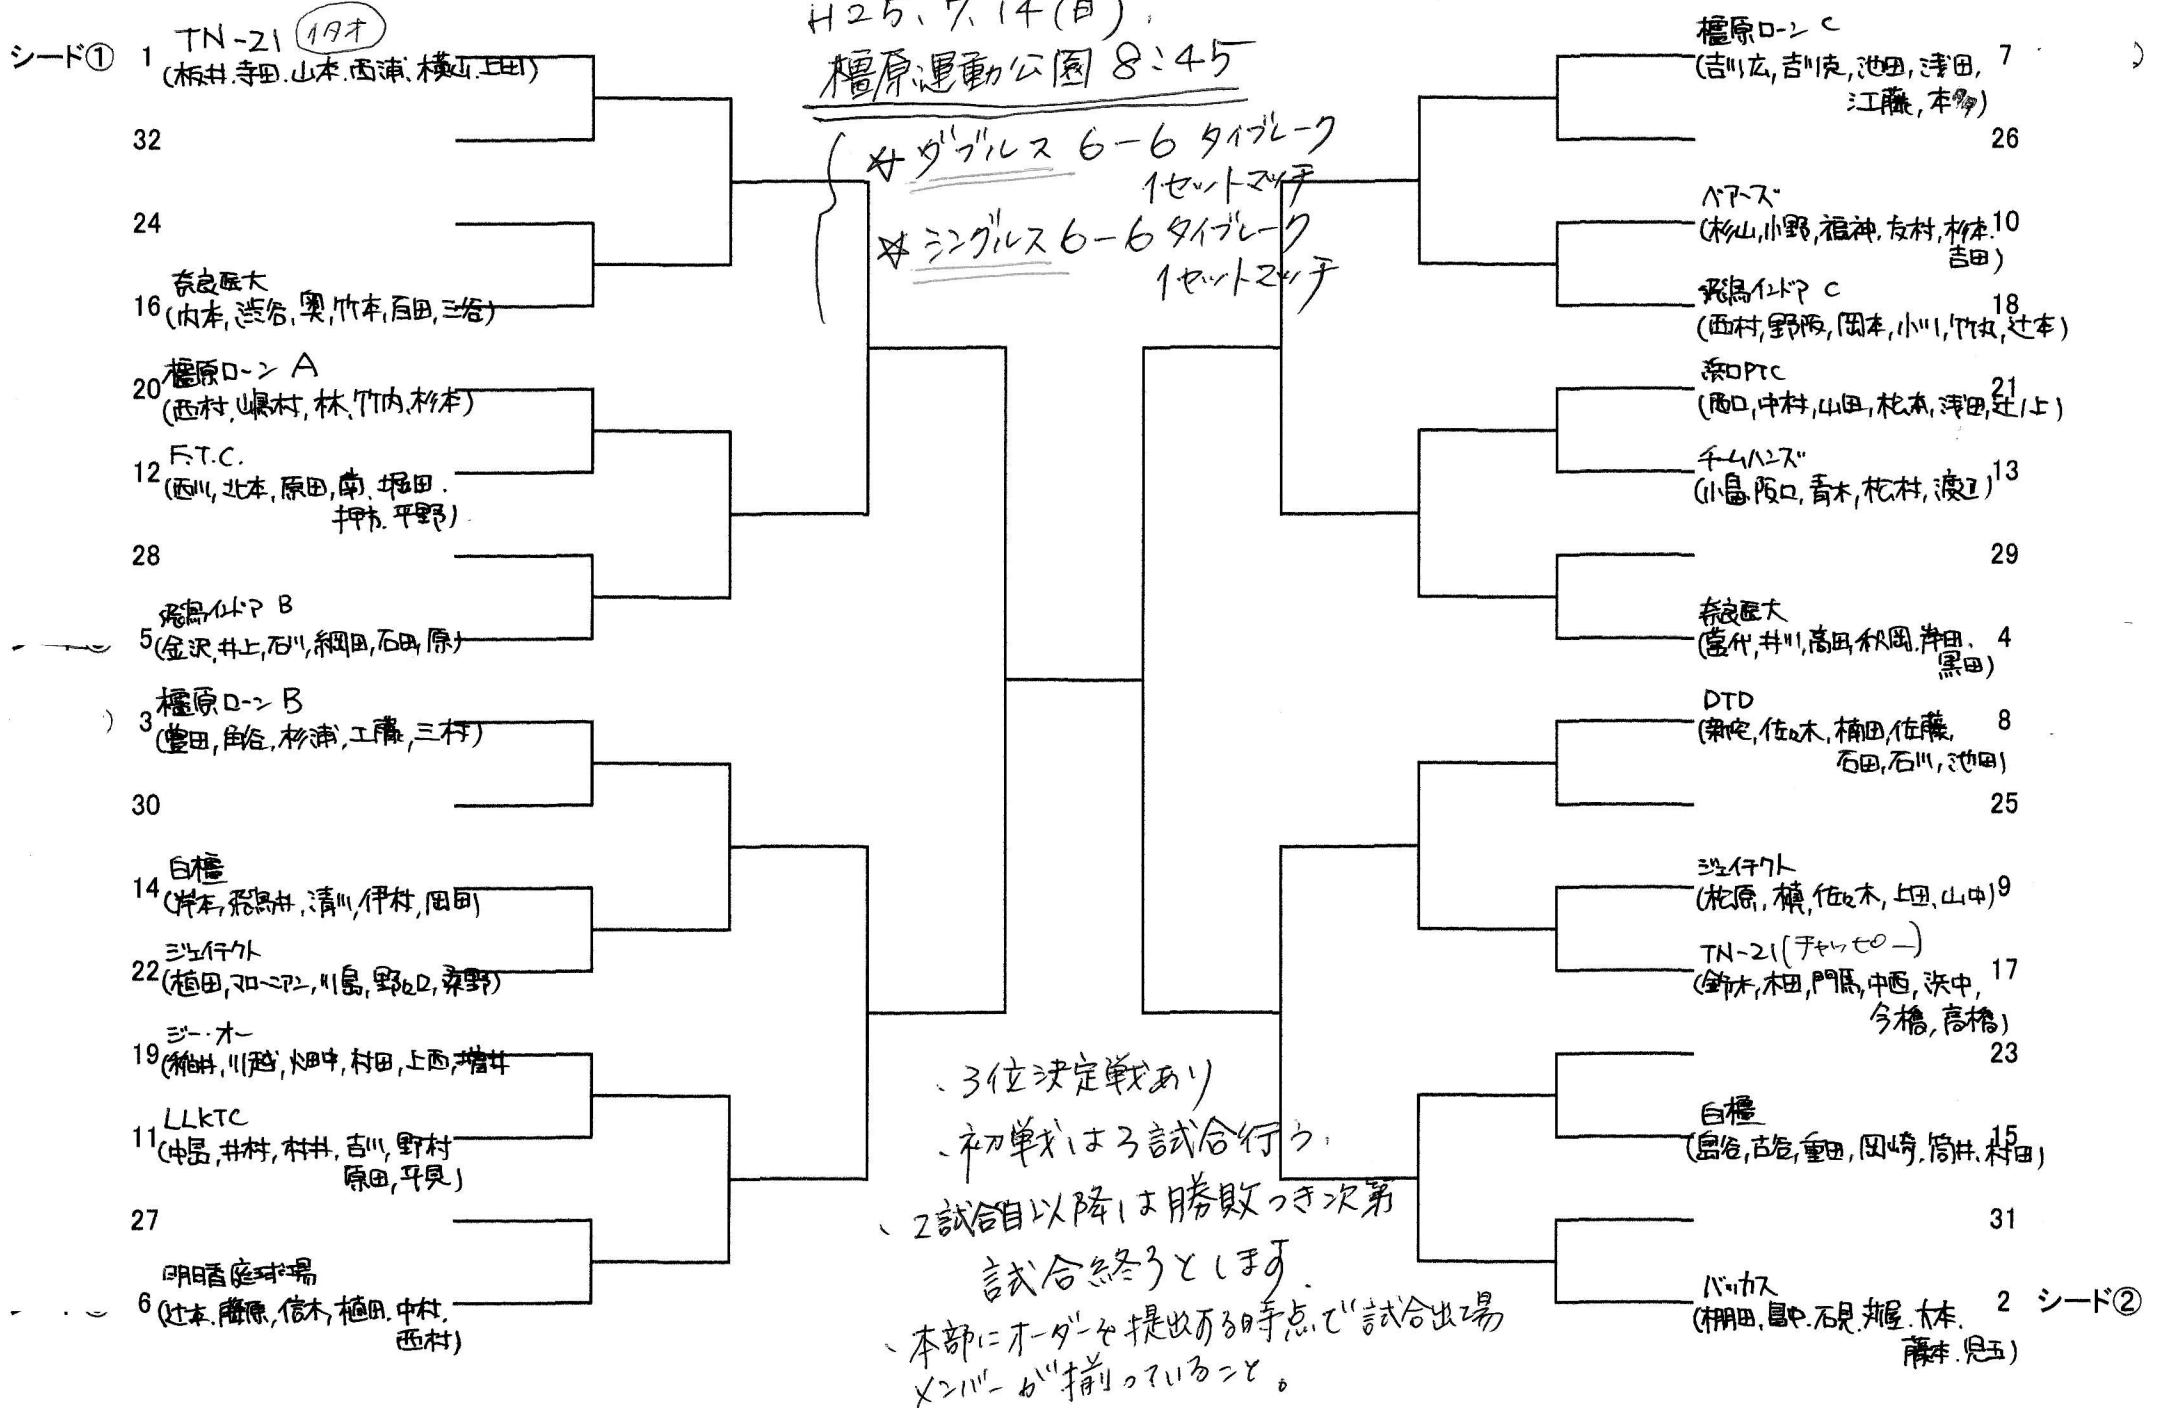 H25、7、14(日)
橿原運動公園 8:45
☆ ダブルス 6-6 タイブレーク
1セットマッチ
☆ シングルス 6-6 タイブレーク
1セットマッチ
シード① 1 TN-21 (イタオ)
(板井、寺田、山本、西浦、横山、上田)
32
24
奈良医大
16 (内本, 渋谷, 奥, 竹本, 百田, 三谷)
橿原ローン A
20 (西村, 嶋村, 林, 竹内, 杉本)
F.T.C.
12 (西川, 北本, 原田, 南, 堀田,
押方, 平野)
28
飛鳥インドア B
5 (金沢, 井上, 石川, 綱田, 石田, 原)
橿原ローン B
3 (豊田, 角谷, 杉浦, 工藤, 三村)
30
白橿
14 (岸本, 飛鳥井, 清川, 伊村, 岡田)
ジェイテクト
22 (植田, マローニアン, 川島, 野々口, 桑野)
ジー・オー
19 (稲井, 川越, 畑中, 村田, 上西, 増井
LLKTC
11 (中島, 井村, 村井, 吉川, 野村
原田, 平見)
27
明日香庭球場
6 (辻本, 藤原, 信木, 植田, 中村,
西村)
橿原ローン C
(吉川広, 吉川克, 池田, 浅田, 7
江藤, 本多)
26
ベアーズ
(杉山, 小野, 福神, 友村, 杉本, 10
吉田)
飛鳥インドア C
18
(西村, 野阪, 岡本, 小川, 竹丸, 辻本)
浜口PTC
21
(西口, 中村, 山田, 松本, 浅田, 辻ノ上)
チームハンズ
(小畠, 阪口, 青木, 松村, 渡辺) 13
29
奈良医大
(富代, 井川, 高田, 秋岡, 岸田, 4
黒田)
DTD
(新宅, 佐々木, 楠田, 佐藤, 8
石田, 石川, 池田)
25
ジェイテクト
(松原, 槙, 佐々木, 上田, 山中) 9
TN-21 (チャッピー)
17
(鈴木, 木田, 門馬, 中西, 浜中,
今橋, 高橋)
23
白橿
15
(島谷, 古谷, 重田, 岡崎, 筒井, 村田)
31
バッカス
(棚田, 畠中, 石見, 大本, 2 シード②
藤本, 児玉)
、3位決定戦あり
、初戦は3試合行う、
、2試合目以降は勝敗つき次第
試合終了とします.
、本部にオーダーを提出する時点で試合出場
メンバーが揃っていること。